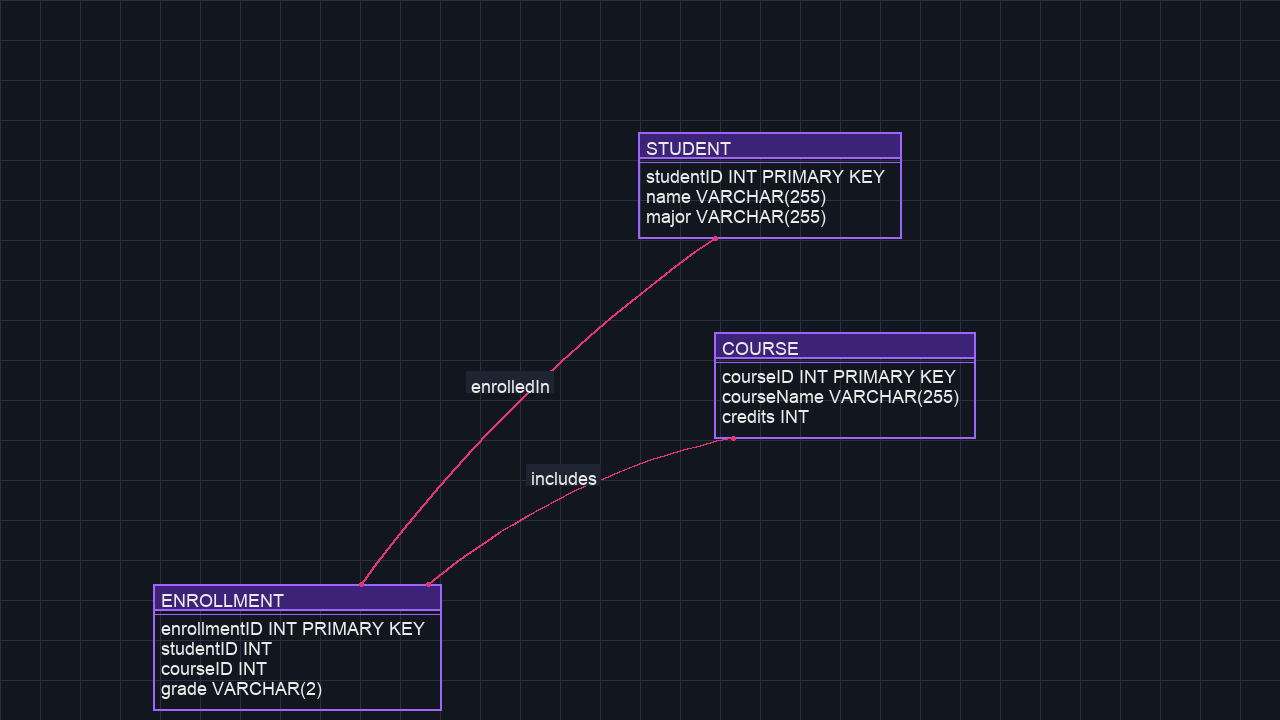 STUDENT
studentID INT PRIMARY KEY
name VARCHAR(255)
major VARCHAR(255)
COURSE
courseID INT PRIMARY KEY
courseName VARCHAR(255)
credits INT
enrolledIn
includes
ENROLLMENT
enrollmentID INT PRIMARY KEY
studentID INT
courseID INT
grade VARCHAR(2)